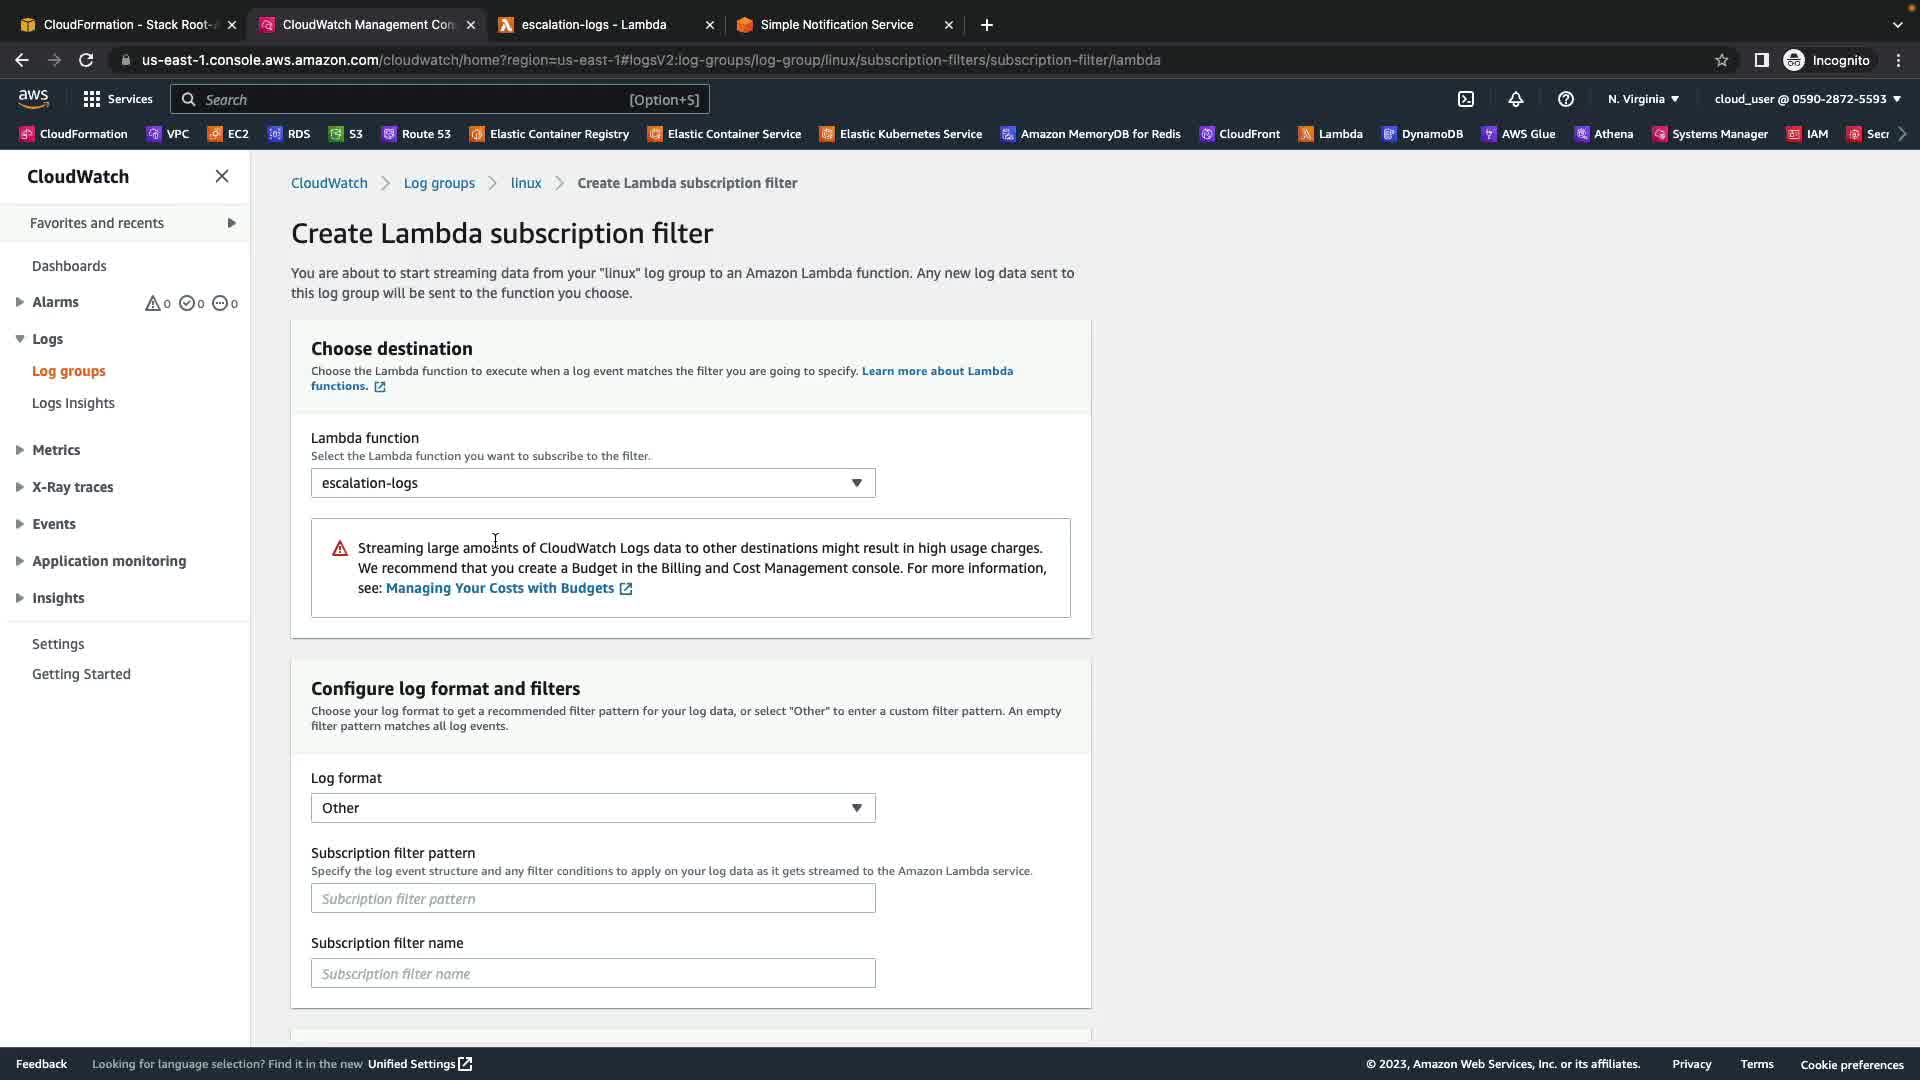 CloudFormation - Stack Root-
CloudWatch Management Con
escalation-logs - Lambda
Simple Notification Service
us-east-1.console.aws.amazon.com/cloudwatch/home?region=us-east-1#logsV2:log-groups/log-group/linux/subscription-filters/subscription-filter/lambda
Incognito
aws
Services
Search
[Option+S]
N. Virginia
cloud_user @ 0590-2872-5593
CloudFormation
VPC
EC2
RDS
S3
Route 53
Elastic Container Registry
Elastic Container Service
Elastic Kubernetes Service
Amazon MemoryDB for Redis
CloudFront
Lambda
DynamoDB
AWS Glue
Athena
Systems Manager
IAM
Secr
CloudWatch
Favorites and recents
Dashboards
Alarms
0
0
0
Logs
Log groups
Logs Insights
Metrics
X-Ray traces
Events
Application monitoring
Insights
Settings
Getting Started
CloudWatch
Log groups
linux
Create Lambda subscription filter
Create Lambda subscription filter
You are about to start streaming data from your "linux" log group to an Amazon Lambda function. Any new log data sent to
this log group will be sent to the function you choose.
Choose destination
Choose the Lambda function to execute when a log event matches the filter you are going to specify. Learn more about Lambda
functions.
Lambda function
Select the Lambda function you want to subscribe to the filter.
escalation-logs
Streaming large amounts of CloudWatch Logs data to other destinations might result in high usage charges.
We recommend that you create a Budget in the Billing and Cost Management console. For more information,
see: Managing Your Costs with Budgets
Configure log format and filters
Choose your log format to get a recommended filter pattern for your log data, or select "Other" to enter a custom filter pattern. An empty
filter pattern matches all log events.
Log format
Other
Subscription filter pattern
Specify the log event structure and any filter conditions to apply on your log data as it gets streamed to the Amazon Lambda service.
Subcription filter pattern
Subscription filter name
Subscription filter name
Feedback
Looking for language selection? Find it in the new Unified Settings
© 2023, Amazon Web Services, Inc. or its affiliates.
Privacy
Terms
Cookie preferences